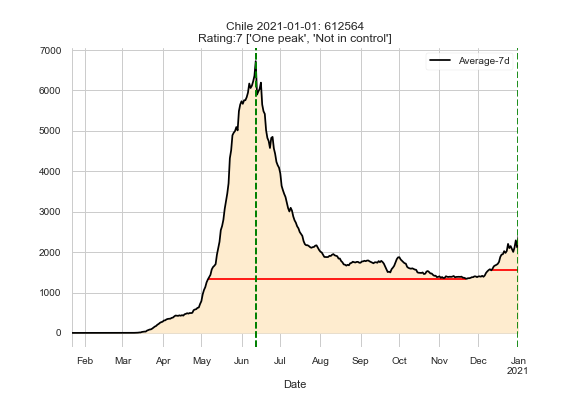 Chile 2021-01-01: 612564
Rating:7 ['One peak', 'Not in control']
Average-7d
7000
6000
5000
4000
3000
2000
1000
0
Feb Mar Apr May Jun Jul Aug Sep Oct Nov Dec Jan
2021
Date